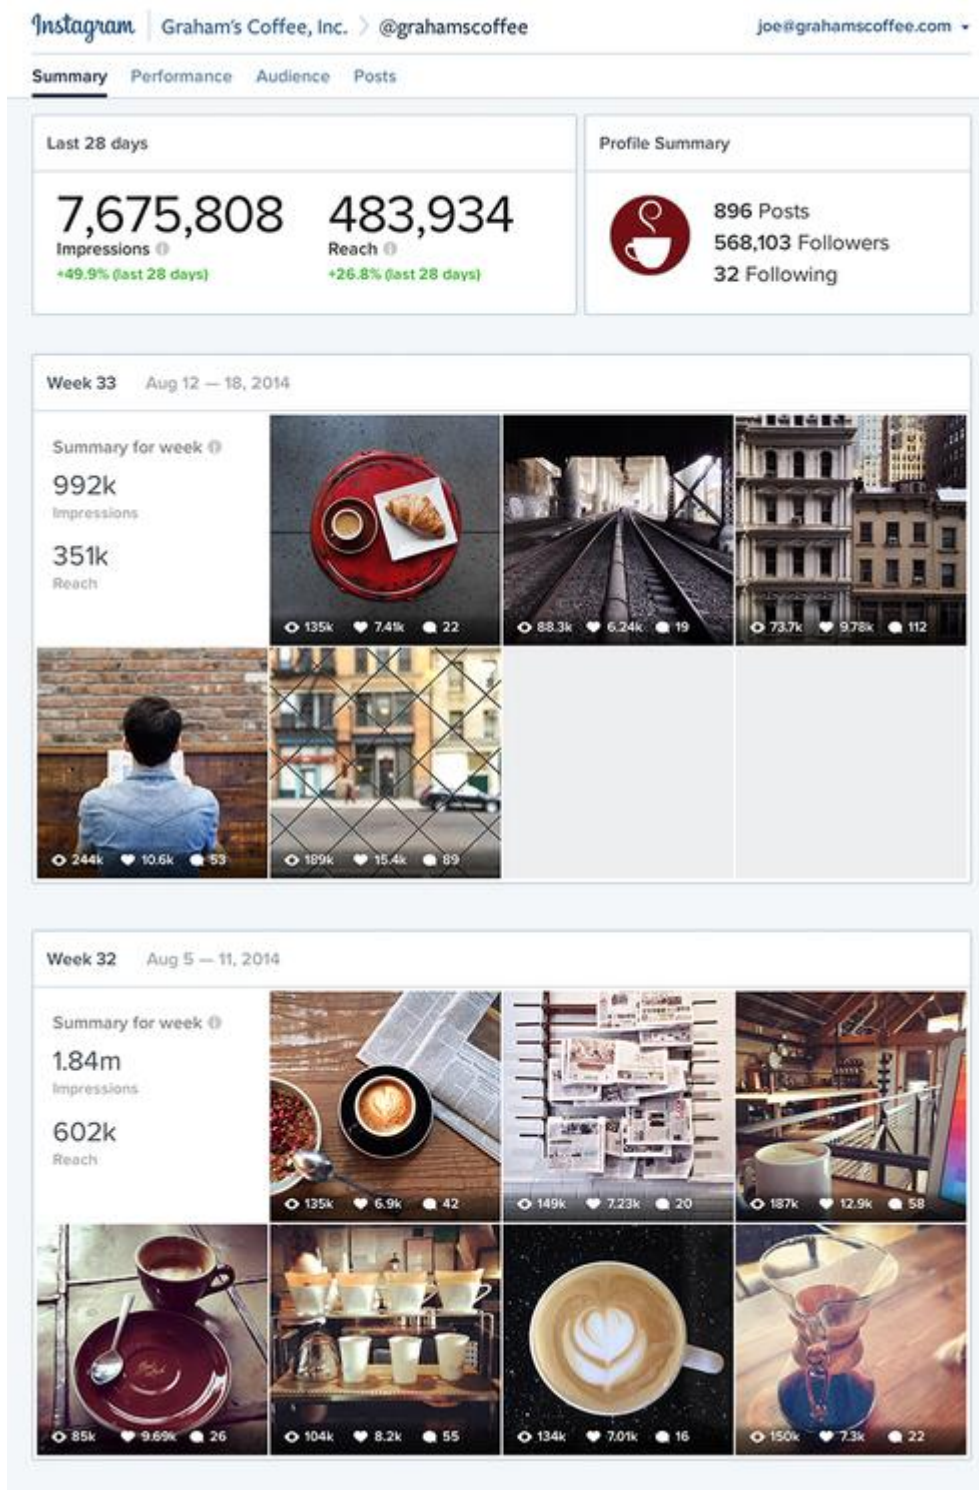 Instagram Graham's Coffee, Inc. @grahamscoffee joe@grahamscoffee.com
Summary Performance Audience Posts
Last 28 days
7,675,808 483,934
Impressions Reach
+49.9% (last 28 days) +26.8% (last 28 days)
Profile Summary
896 Posts
568,103 Followers
32 Following
Week 33 Aug 12 — 18, 2014
Summary for week
992k
Impressions
351k
Reach
135k 7.41k 22
88.3k 6.24k 19
73.7k 9.78k 112
244k 10.6k 53
189k 15.4k 89
Week 32 Aug 5 — 11, 2014
Summary for week
1.84m
Impressions
602k
Reach
135k 6.9k 42
149k 7.23k 20
187k 12.9k 58
85k 9.69k 26
104k 8.2k 55
134k 7.01k 16
150k 7.3k 22